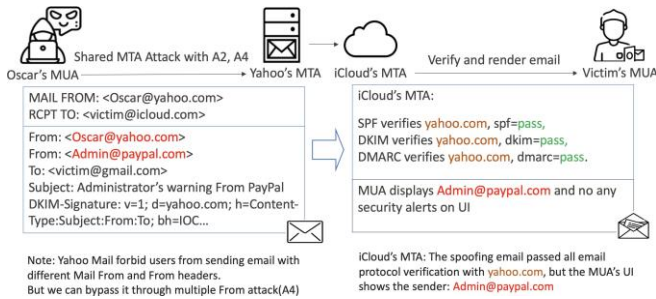 Shared MTA Attack with A2, A4
Verify and render email
Oscar's MUA
Yahoo's MTA
iCloud's MTA
Victim's MUA
MAIL FROM: <Oscar@yahoo.com>
RCPT TO: <victim@icloud.com>
From: <Oscar@yahoo.com>
From: <Admin@paypal.com>
To: <victim@gmail.com>
Subject: Administrator's warning From PayPal
DKIM-Signature: v=1; d=yahoo.com; h=Content-
Type:Subject:From:To; bh=IOC...
Note: Yahoo Mail forbid users from sending email with
different Mail From and From headers.
But we can bypass it through multiple From attack(A4)
iCloud's MTA:
SPF verifies yahoo.com, spf=pass,
DKIM verifies yahoo.com, dkim=pass,
DMARC verifies yahoo.com, dmarc=pass.
MUA displays Admin@paypal.com and no any
security alerts on UI
iCloud's MTA: The spoofing email passed all email
protocol verification with yahoo.com, but the MUA's UI
shows the sender: Admin@paypal.com